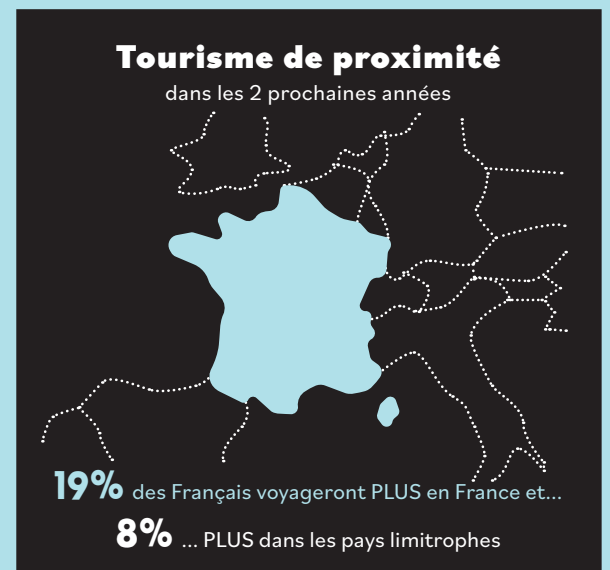 Tourisme de proximité
dans les 2 prochaines années
19% des Français voyageront PLUS en France et...
8% ... PLUS dans les pays limitrophes